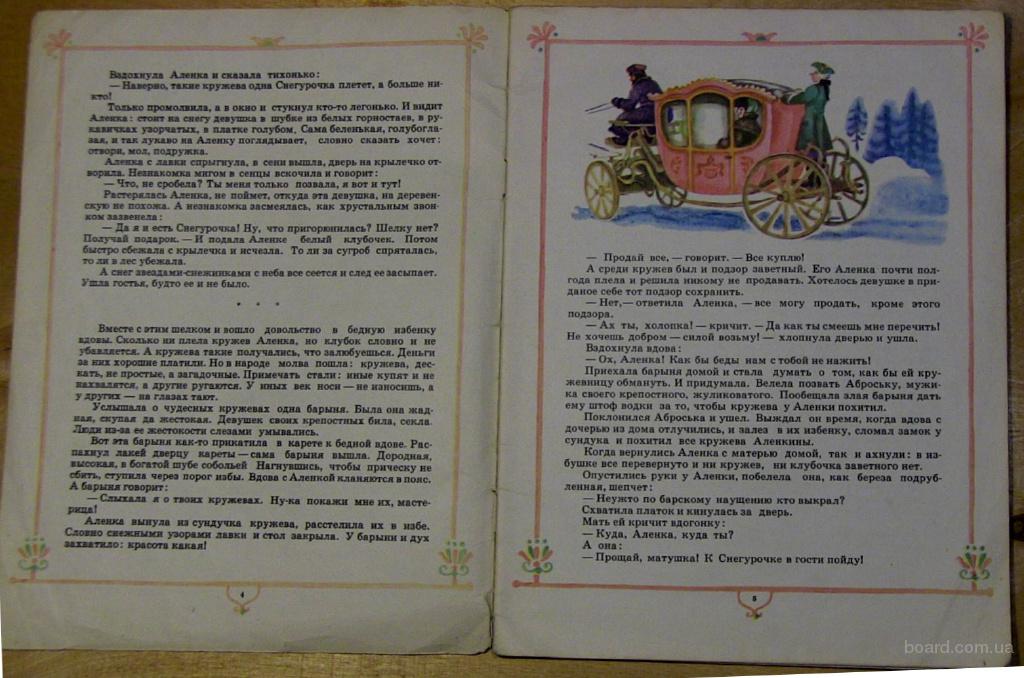 Вздохнула Аленка и сказала тихонько:
— Наверно, такие кружева одна Снегурочка плетет, а больше ни-
кто!
Только промолвила, а в окно и стукнул кто-то легонько. И видит
Аленка: стоит на снегу девушка в шубке из белых горностаев, в ру-
кавичках узорчатых, в платке голубом. Сама беленькая, голубогла-
зая, и так лукаво на Аленку поглядывает, словно сказать хочет:
отвори, мол, подружка.
Аленка с лавки спрыгнула, в сени вышла, дверь на крылечко от-
ворила. Незнакомка мигом в сенцы вскочила и говорит:
— Что, не сробела? Ты меня только позвала, я вот и тут!
Растерялась Аленка, не поймет, откуда эта девушка, на деревен-
скую не похожа. А незнакомка засмеялась, как хрустальным звон-
ком зазвенела:
— Да я и есть Снегурочка! Ну, что пригорюнилась? Шелку нет?
Получай подарок. — И подала Аленке белый клубочек. Потом
быстро сбежала с крылечка и исчезла. То ли за сугроб спряталась,
то ли в лес убежала.
А снег звездами-снежинками с неба все сеется и след ее засыпает.
Ушла гостья, будто ее и не было.
* * *
Вместе с этим шелком и вошло довольство в бедную избенку
вдовы. Сколько ни плела кружев Аленка, но клубок словно и не
убавляется. А кружева такие получались, что залюбуешься. Деньги
за них хорошие платили. Но в народе молва пошла: кружева, дес-
кать, не простые, а загадочные. Примечать стали: иные купят и не
нахвалятся, а другие ругаются. У иных век носи — не износишь, а
у других — на глазах тают.
Услышала о чудесных кружевах одна барыня. Была она жад-
ная, скупая да жестокая. Девушек своих крепостных била, секла.
Люди из-за ее жестокости слезами умывались.
Вот эта барыня как-то прикатила в карете к бедной вдове. Рас-
пахнул лакей дверцу кареты — сама барыня вышла. Дородная,
высокая, в богатой шубе собольей Нагнувшись, чтобы прическу не
сбить, ступила через порог избы. Вдова с Аленкой кланяются в пояс.
А барыня говорит:
— Слыхала я о твоих кружевах. Ну-ка покажи мне их, масте-
рица!
Аленка вынула из сундучка кружева, расстелила их в избе.
Словно снежными узорами лавки и стол закрыла. У барыни и дух
захватило: красота какая!
4
— Продай все, — говорит. — Все куплю!
А среди кружев был и подзор заветный. Его Аленка почти пол-
года плела и решила никому не продавать. Хотелось девушке в при-
даное себе тот подзор сохранить.
— Нет, — ответила Аленка, — все могу продать, кроме этого
подзора.
— Ах ты, холопка! — кричит. — Да как ты смеешь мне перечить!
Не хочешь добром — силой возьму! — хлопнула дверью и ушла.
Вздохнула вдова:
— Ох, Аленка! Как бы беды нам с тобой не нажить!
Приехала барыня домой и стала думать о том, как бы ей кру-
жевницу обмануть. И придумала. Велела позвать Аброську, мужи-
ка своего крепостного, жуликоватого. Пообещала злая барыня дать
ему штоф водки за то, чтобы кружева у Аленки похитил.
Поклонился Аброська и ушел. Выждал он время, когда вдова с
дочерью из дома отлучились, и залез в их избенку, сломал замок у
сундука и похитил все кружева Аленкины.
Когда вернулись Аленка с матерью домой, так и ахнули: в из-
бушке все перевернуто и ни кружев, ни клубочка заветного нет.
Опустились руки у Аленки, побелела она, как береза подруб-
ленная, шепчет:
— Неужто по барскому наущению кто выкрал?
Схватила платок и кинулась за дверь.
Мать ей кричит вдогонку:
— Куда, Аленка, куда ты?
А она:
— Прощай, матушка! К Снегурочке в гости пойду!
5
board.com.ua